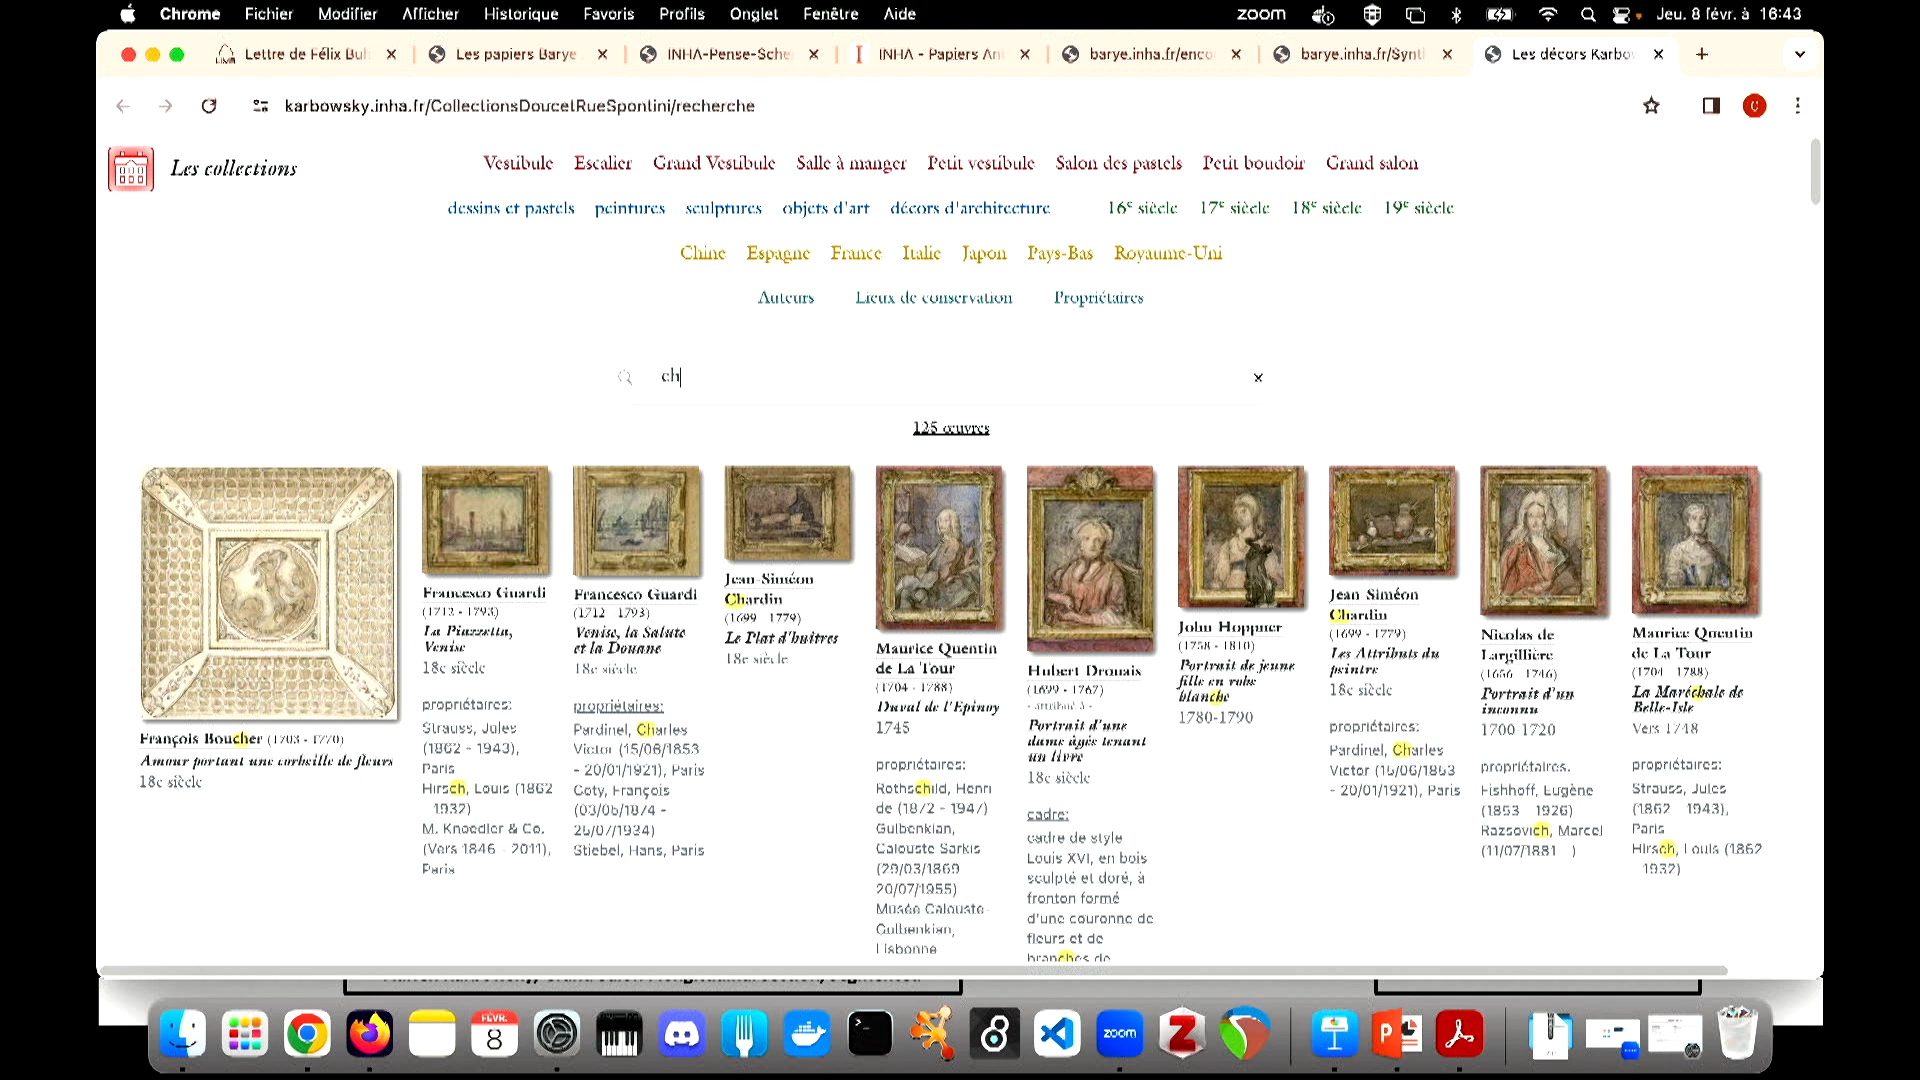 Chrome Fichier Modifier Afficher Historique Favoris Profils Onglet Fenêtre Aide
zoom Jeu. 8 févr. à 16:43
Lettre de Félix Buh
Les papiers Barye
INHA-Pense-Sche
INHA - Papiers An
barye.inha.fr/enco
barye.inha.fr/Synt
Les décors Karbo
karbowsky.inha.fr/CollectionsDoucetRueSpontini/recherche
C
Les collections
Vestibule Escalier Grand Vestibule Salle à manger Petit vestibule Salon des pastels Petit boudoir Grand salon
dessins et pastels peintures sculptures objets d'art décors d'architecture 16e siècle 17e siècle 18e siècle 19e siècle
Chine Espagne France Italie Japon Pays-Bas Royaume-Uni
Auteurs Lieux de conservation Propriétaires
ch
125 œuvres
François Boucher (1703 - 1770)
Amour portant une corbeille de fleurs
18e siècle
Francesco Guardi
(1712 - 1793)
La Piazzetta,
Venise
18e siècle
propriétaires:
Strauss, Jules
(1862 - 1943),
Paris
Hirsch, Louis (1862
1932)
M. Knoedler & Co.
(Vers 1846 - 2011),
Paris
Francesco Guardi
(1712 - 1793)
Venise, la Salute
et la Douane
18e siècle
propriétaires:
Pardinel, Charles
Victor (15/06/1853
- 20/01/1921), Paris
Coty, François
(03/05/1874 -
25/07/1934)
Stiebel, Hans, Paris
Jean-Siméon
Chardin
(1699 - 1779)
Le Plat d'huîtres
18e siècle
Maurice Quentin
de La Tour
(1704 - 1788)
Duval de l'Epinoy
1745
propriétaires:
Rothschild, Henri
de (1872 - 1947)
Gulbenkian,
Calouste Sarkis
(29/03/1869
20/07/1955)
Musée Calouste-
Gulbenkian,
Lisbonne
Hubert Drouais
(1699 - 1767)
- attribué à -
Portrait d'une
dame âgée tenant
un livre
18e siècle
cadre:
cadre de style
Louis XVI, en bois
sculpté et doré, à
fronton formé
d'une couronne de
fleurs et de
branches de
John Hoppner
(1758 - 1810)
Portrait de jeune
fille en robe
blanche
1780-1790
Jean Siméon
Chardin
(1699 - 1779)
Les Attributs du
peintre
18e siècle
propriétaires:
Pardinel, Charles
Victor (15/06/1853
- 20/01/1921), Paris
Nicolas de
Largillière
(1656 1746)
Portrait d'un
inconnu
1700 1720
propriétaires:
Fishhoff, Eugène
(1853 1926)
Razsovich, Marcel
(11/07/1881 )
Maurice Quentin
de La Tour
(1704 1788)
La Maréchale de
Belle-Isle
Vers 1748
propriétaires:
Strauss, Jules
(1862 1943),
Paris
Hirsch, Louis (1862
1932)
FÉVR.
8
zoom